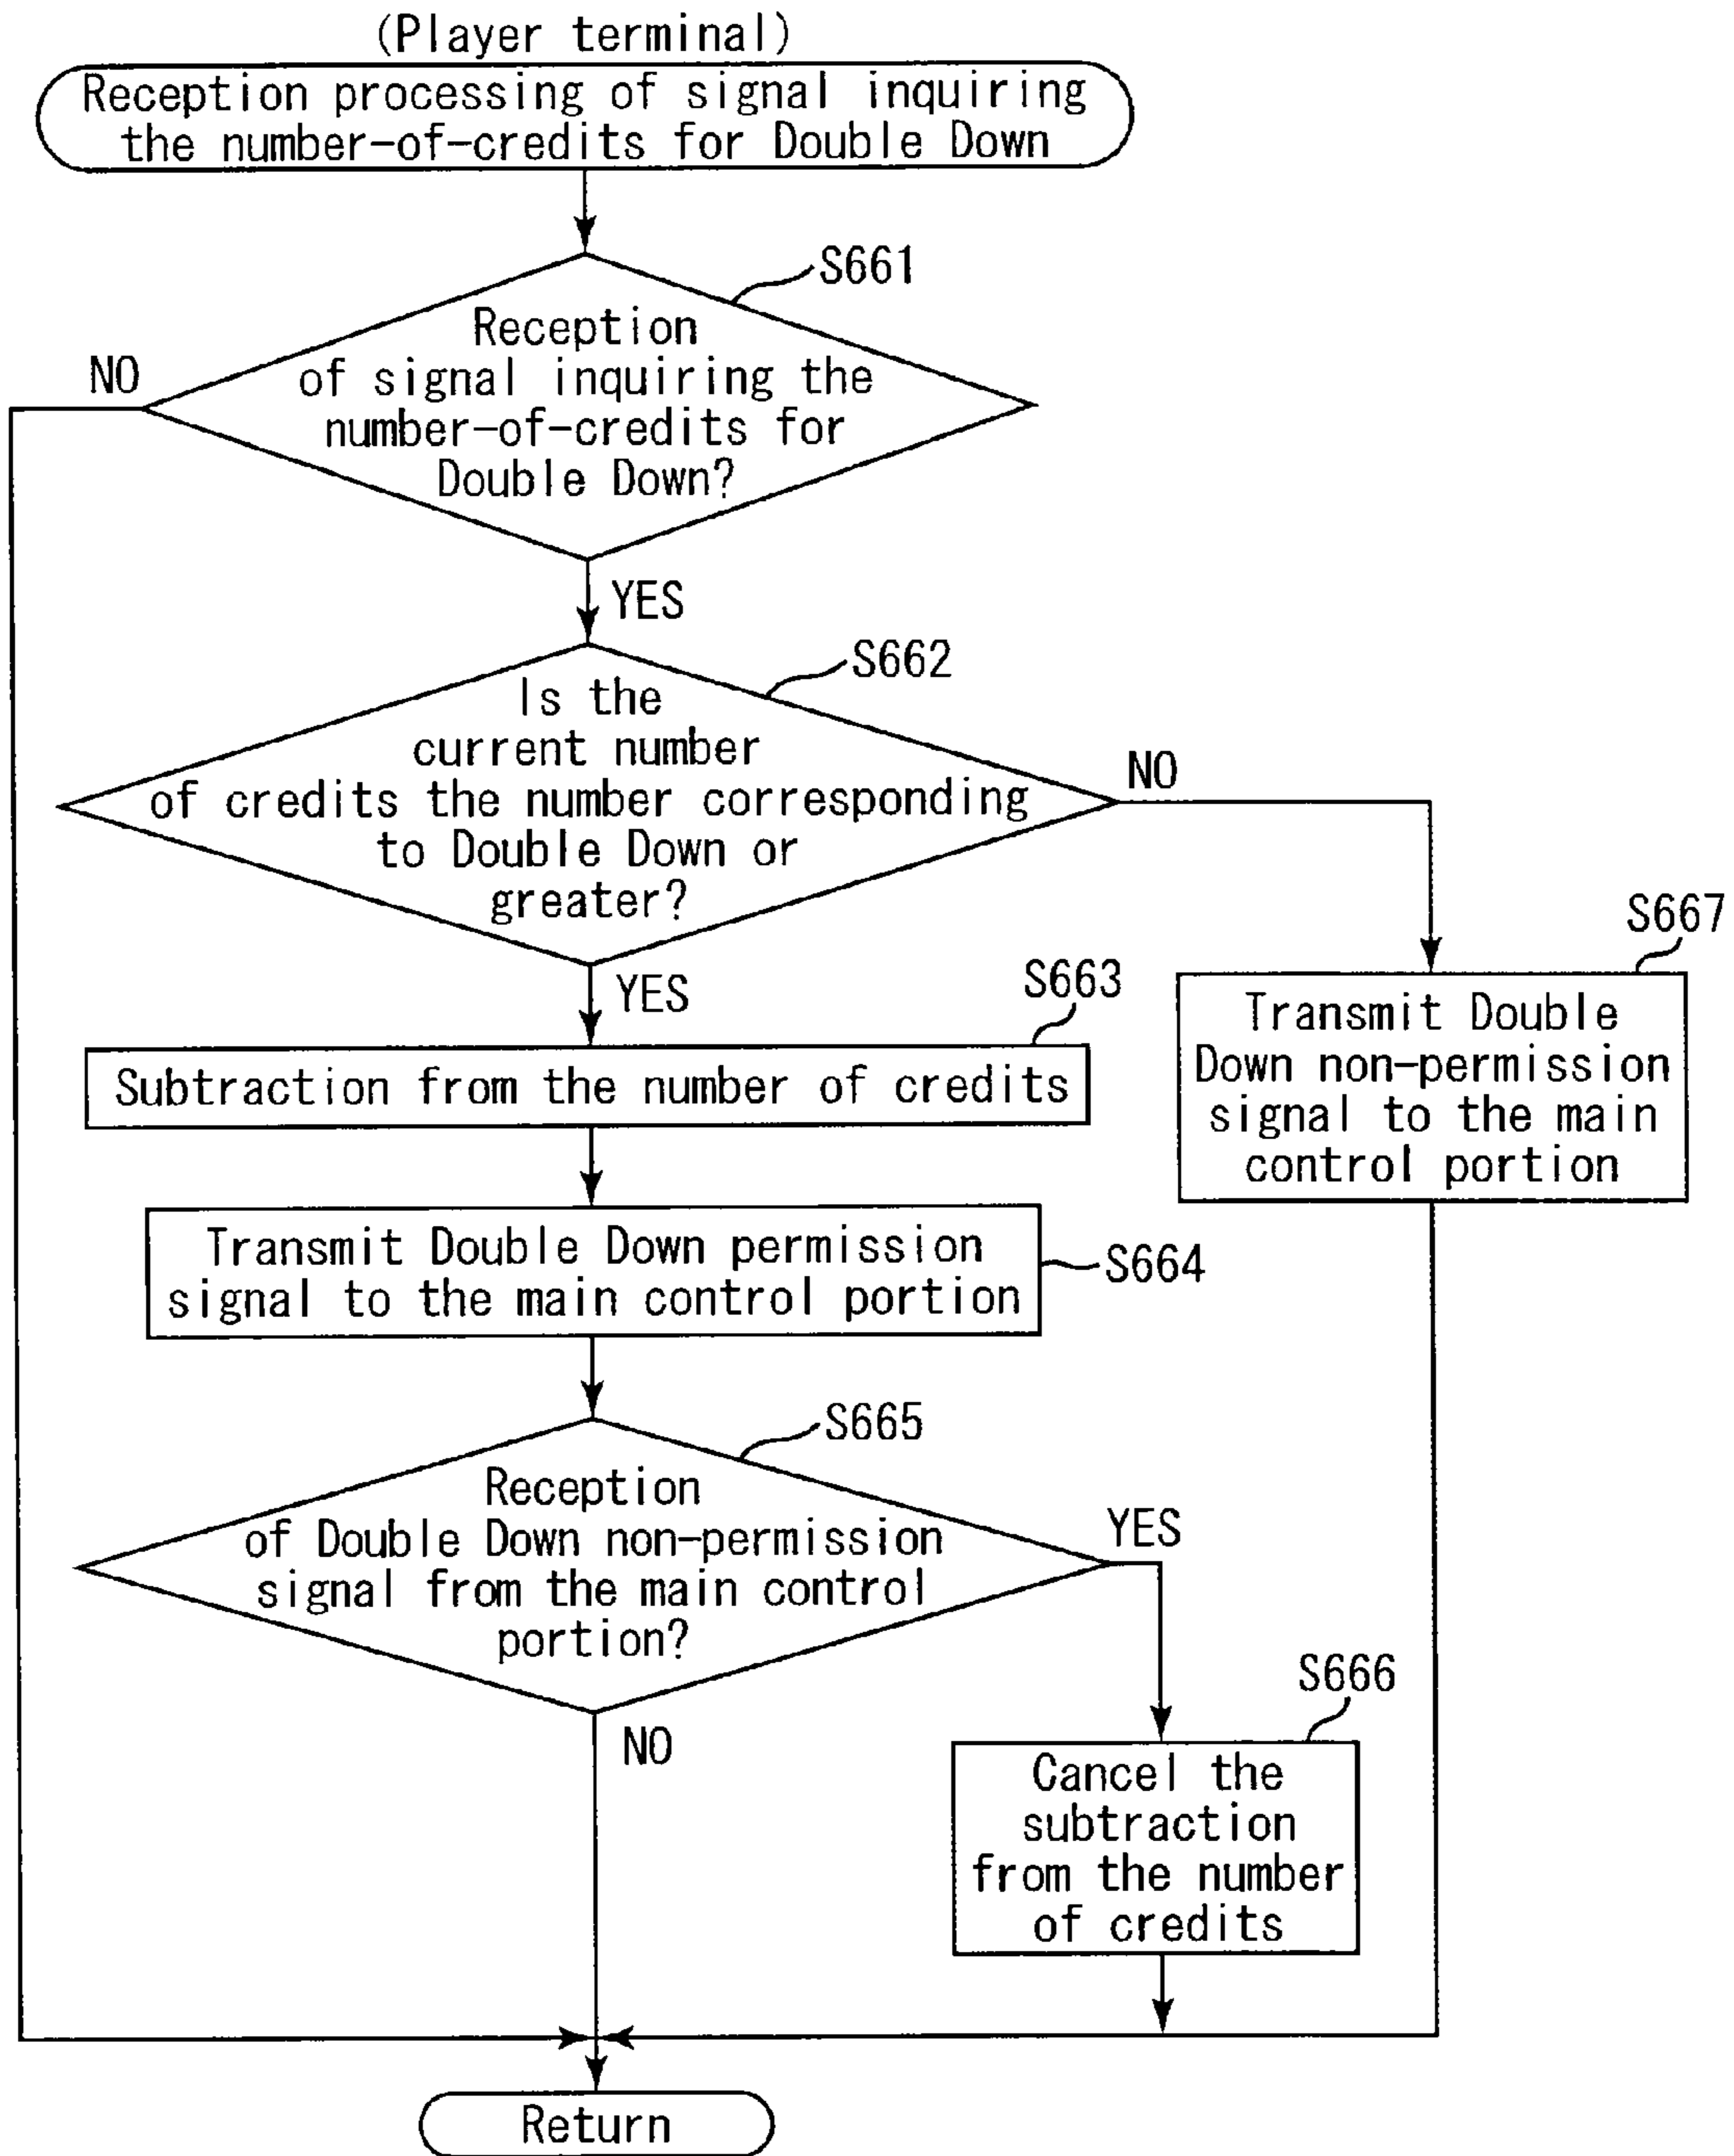 (Player terminal)
Reception processing of signal inquiring
the number-of-credits for Double Down
S661
Reception
of signal inquiring the
number-of-credits for
Double Down?
NO
YES
S662
Is the
current number
of credits the number corresponding
to Double Down or
greater?
NO
YES
S663
Subtraction from the number of credits
S667
Transmit Double
Down non-permission
signal to the main
control portion
Transmit Double Down permission
signal to the main control portion
S664
S665
Reception
of Double Down non-permission
signal from the main control
portion?
YES
NO
S666
Cancel the
subtraction
from the number
of credits
Return